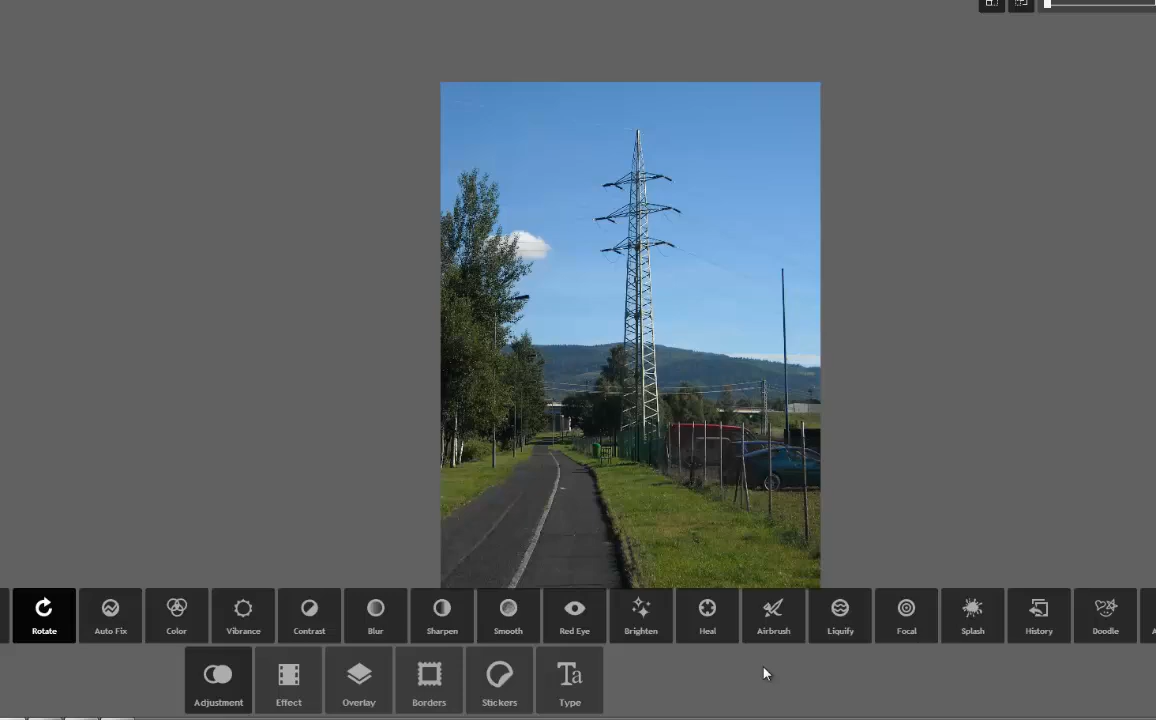 Rotate Auto Fix Color Vibrance Contrast Blur Sharpen Smooth Red Eye Brighten Heal Airbrush Liquify Focal Splash History Doodle
Adjustment Effect Overlay Borders Stickers Type